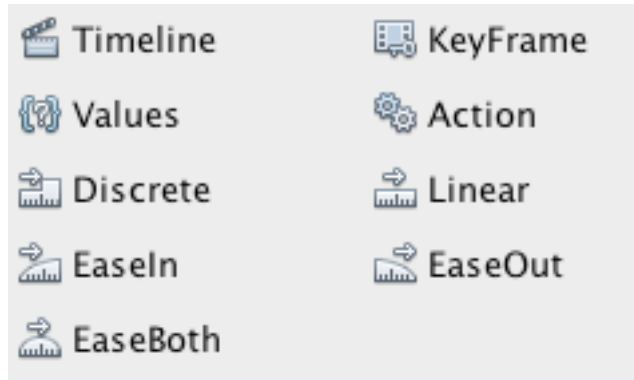 Timeline KeyFrame
Values Action
Discrete Linear
EaseIn EaseOut
EaseBoth